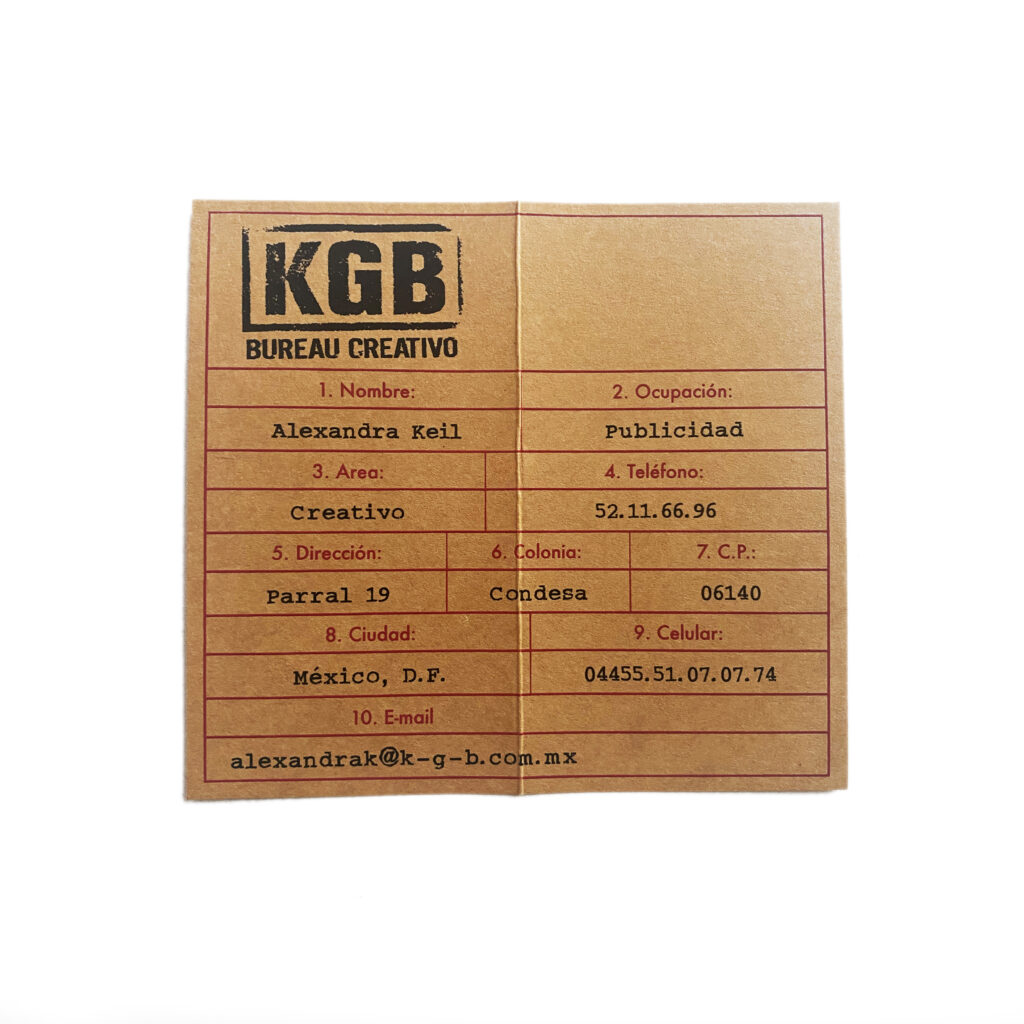 KGB
BUREAU CREATIVO
1. Nombre: 2. Ocupación:
Alexandra Keil Publicidad
3. Area: 4. Teléfono:
Creativo 52.11.66.96
5. Dirección: 6. Colonia: 7. C.P.:
Parral 19 Condesa 06140
8. Ciudad: 9. Celular:
México, D.F. 04455.51.07.07.74
10. E-mail
alexandrak@k-g-b.com.mx